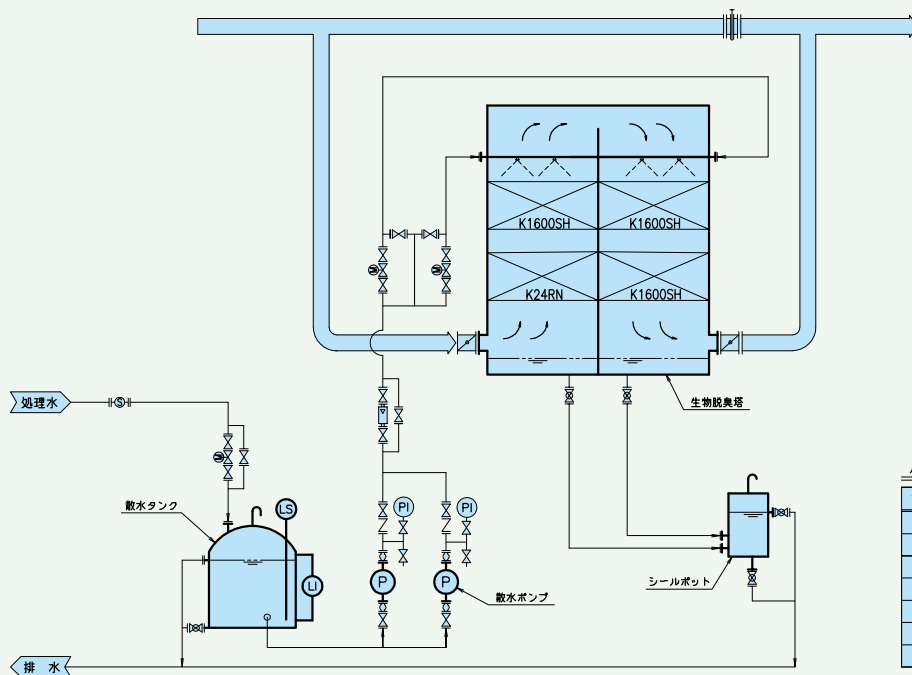 K1600SH K1600SH
K24RN K1600SH
生物脱臭塔
処理水
S
M M
M
散水タンク
LS
PI PI
LI
P P
散水ポンプ
シールポット
排 水